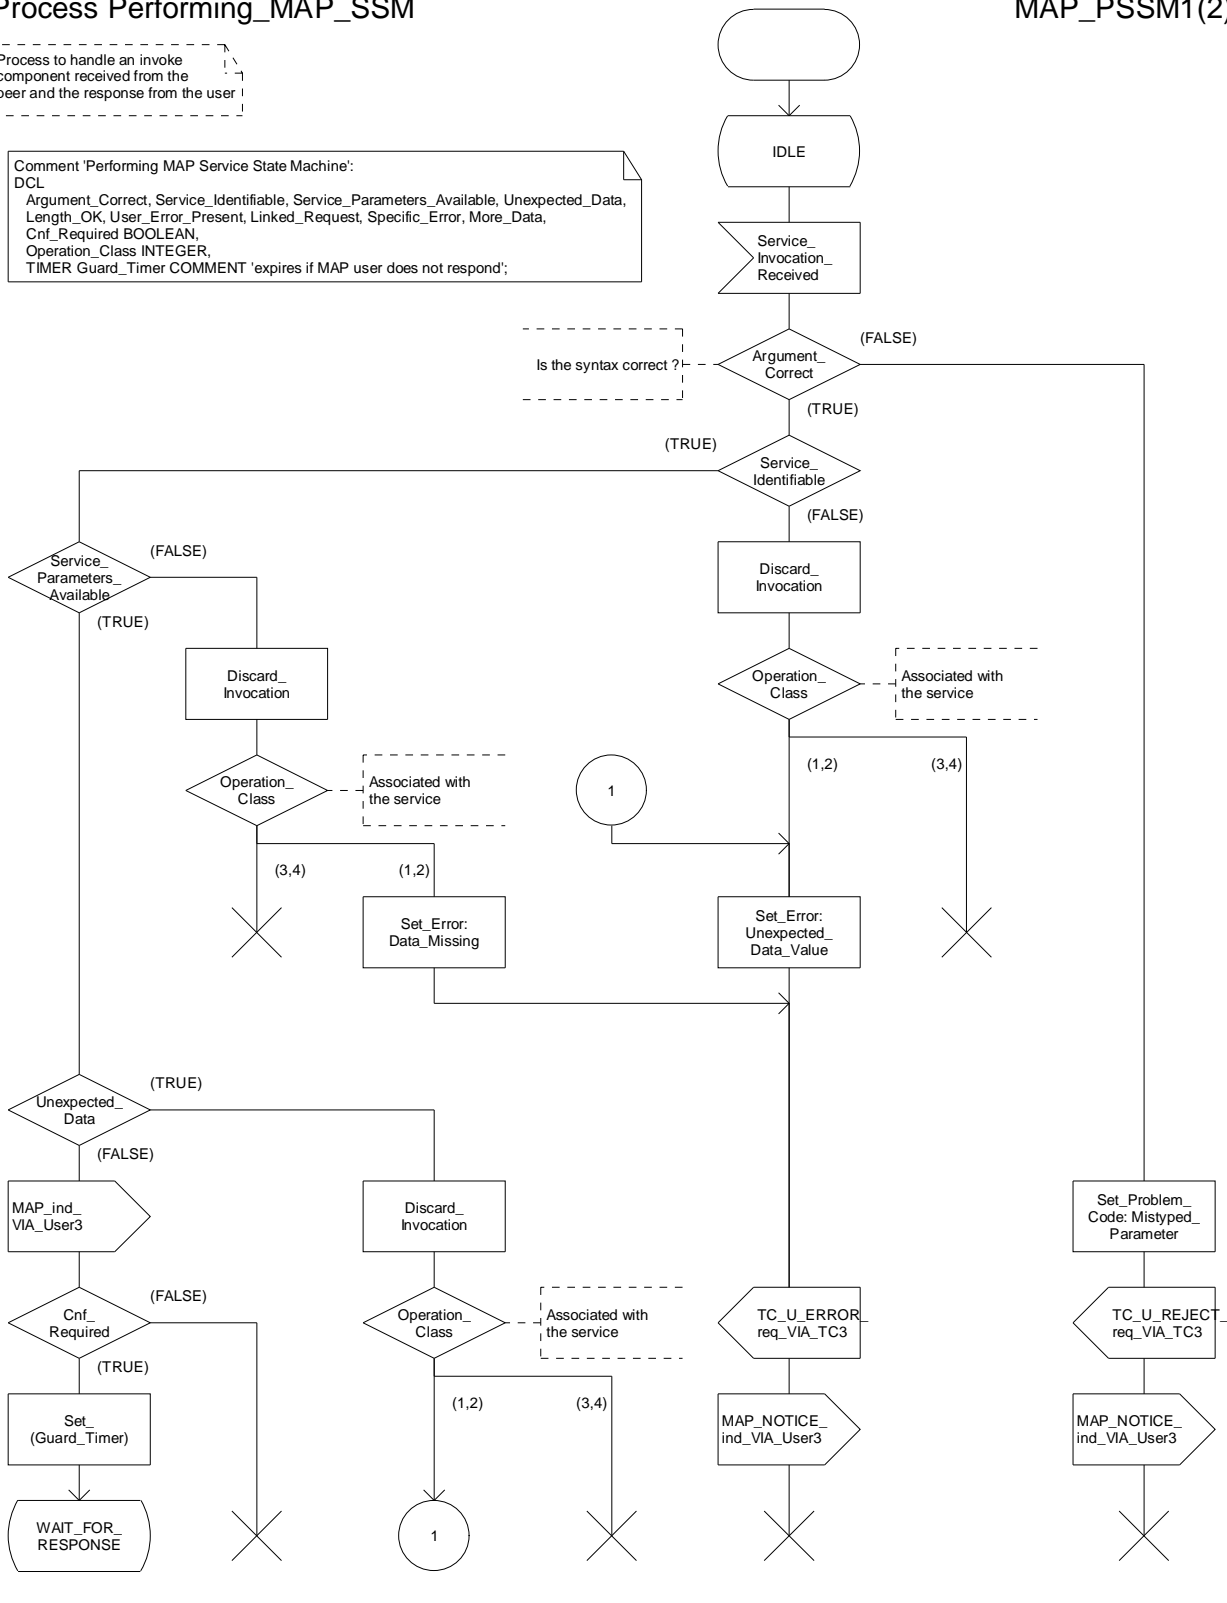 Process Performing_MAP_SSM
MAP_PSSM1(2)
Process to handle an invoke
component received from the
peer and the response from the user
Comment 'Performing MAP Service State Machine':
DCL
Argument_Correct, Service_Identifiable, Service_Parameters_Available, Unexpected_Data,
Length_OK, User_Error_Present, Linked_Request, Specific_Error, More_Data,
Cnf_Required BOOLEAN,
Operation_Class INTEGER,
TIMER Guard_Timer COMMENT 'expires if MAP user does not respond';
IDLE
Service_
Invocation_
Received
Is the syntax correct ?
Argument_
Correct
(FALSE)
(TRUE)
(TRUE)
Service_
Identifiable
(FALSE)
Service_
Parameters_
Available
(FALSE)
(TRUE)
Discard_
Invocation
Discard_
Invocation
Operation_
Class
Associated with
the service
(1,2)
(3,4)
Operation_
Class
Associated with
the service
1
(3,4)
(1,2)
Set_Error:
Data_Missing
Set_Error:
Unexpected_
Data_Value
Unexpected_
Data
(TRUE)
(FALSE)
MAP_ind_
VIA_User3
Discard_
Invocation
Set_Problem_
Code: Mistyped_
Parameter
Cnf_
Required
(FALSE)
(TRUE)
Operation_
Class
Associated with
the service
TC_U_ERROR_
req_VIA_TC3
TC_U_REJECT_
req_VIA_TC3
(1,2)
(3,4)
Set_
(Guard_Timer)
MAP_NOTICE_
ind_VIA_User3
MAP_NOTICE_
ind_VIA_User3
WAIT_FOR_
RESPONSE
1